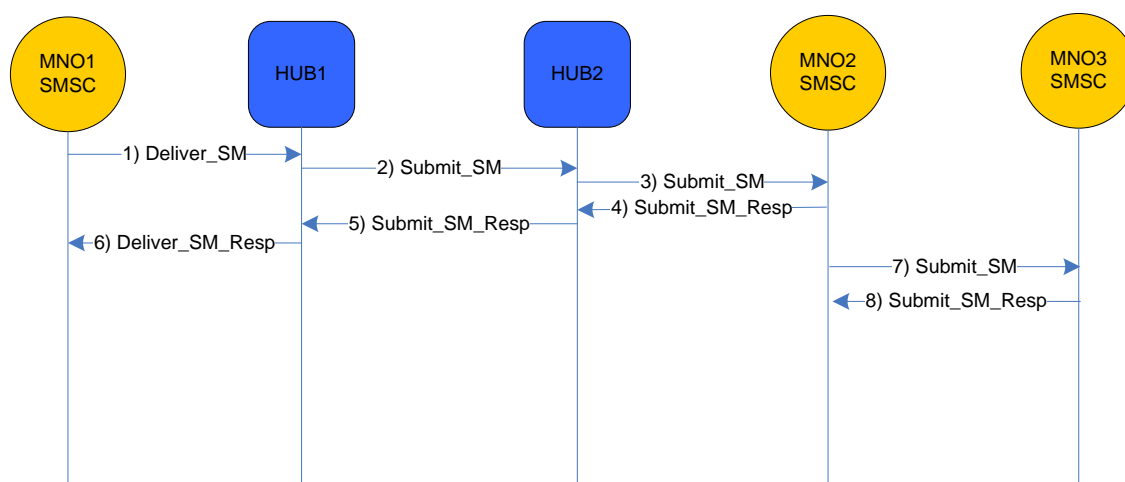 MNO1
SMSC
HUB1
HUB2
MNO2
SMSC
MNO3
SMSC
1) Deliver_SM
2) Submit_SM
3) Submit_SM
4) Submit_SM_Resp
5) Submit_SM_Resp
6) Deliver_SM_Resp
7) Submit_SM
8) Submit_SM_Resp